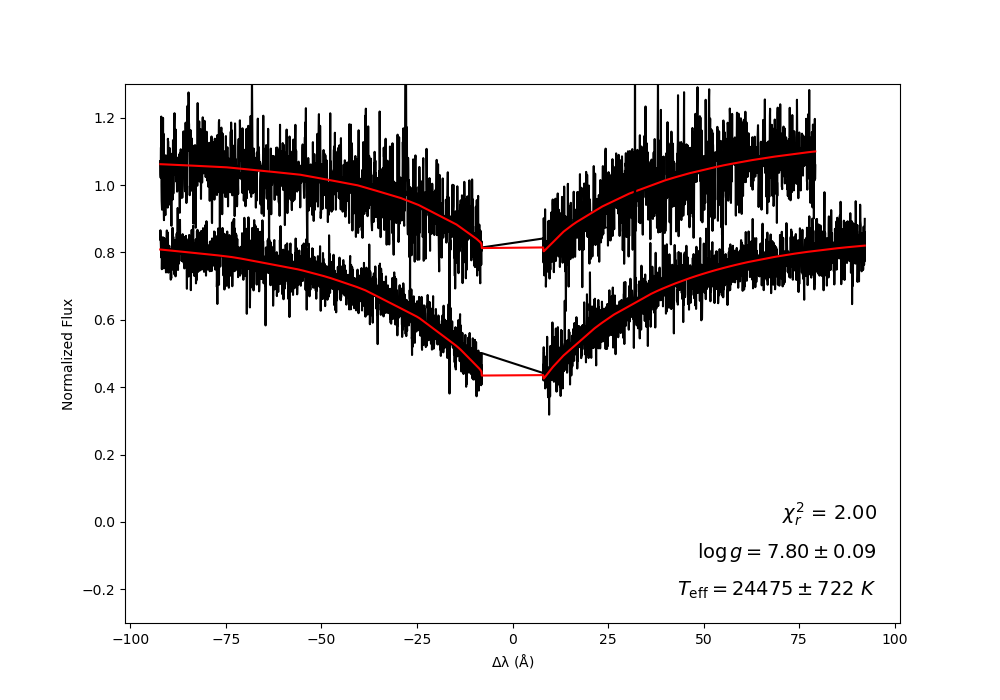 1.2
1.0
0.8
0.6
0.4
0.2
0.0
−0.2
Normalized Flux
χ²ᵣ = 2.00
log g = 7.80 ± 0.09
T_eff = 24475 ± 722 K
−100 −75 −50 −25 0 25 50 75 100
Δλ (Å)